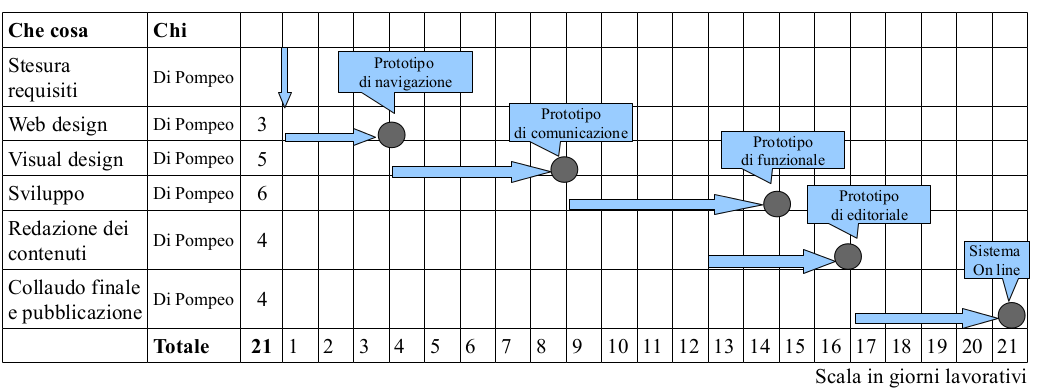 Che cosa Chi
Stesura
requisiti
Di Pompeo
Prototipo
di navigazione
Web design Di Pompeo 3
Prototipo
di comunicazione
Visual design Di Pompeo 5
Prototipo
di funzionale
Sviluppo Di Pompeo 6
Prototipo
di editoriale
Redazione dei
contenuti
Di Pompeo 4
Sistema
On line
Collaudo finale
e pubblicazione
Di Pompeo 4
Totale 21 1 2 3 4 5 6 7 8 9 10 11 12 13 14 15 16 17 18 19 20 21
Scala in giorni lavorativi